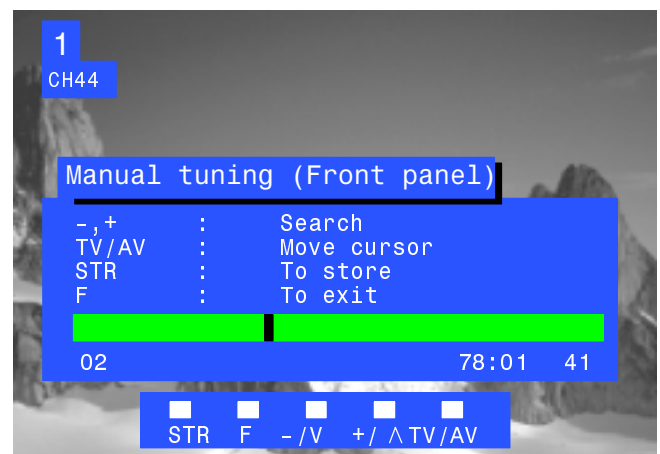 1
CH44
Manual tuning (Front panel)
-,+ : Search
TV/AV : Move cursor
STR : To store
F : To exit
02 78:01 41
STR F -/V +/ΛTV/AV